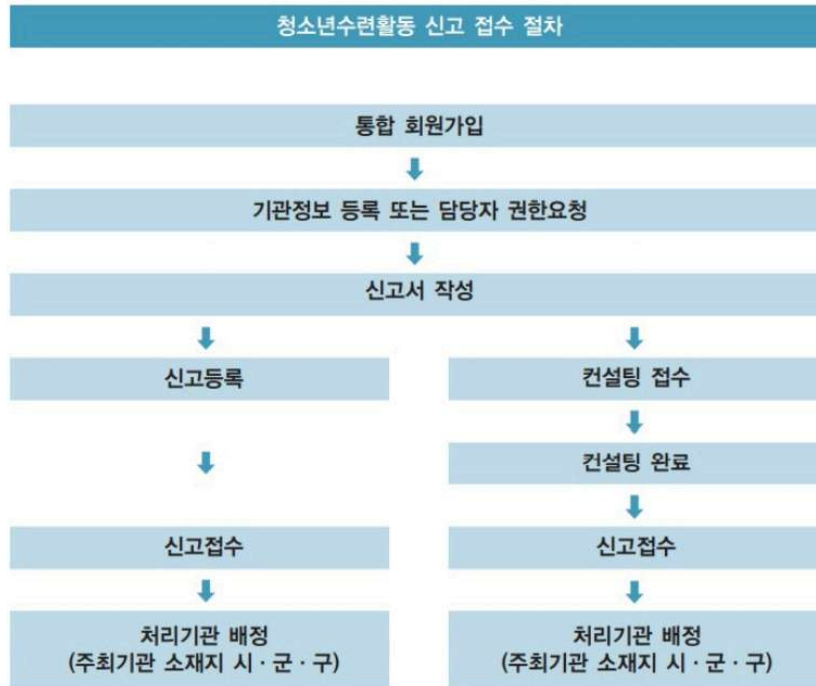 청소년수련활동 신고 접수 절차
통합 회원가입
기관정보 등록 또는 담당자 권한요청
신고서 작성
신고등록
컨설팅 접수
컨설팅 완료
신고접수
신고접수
처리기관 배정
(주최기관 소재지 시·군·구)
처리기관 배정
(주최기관 소재지 시·군·구)